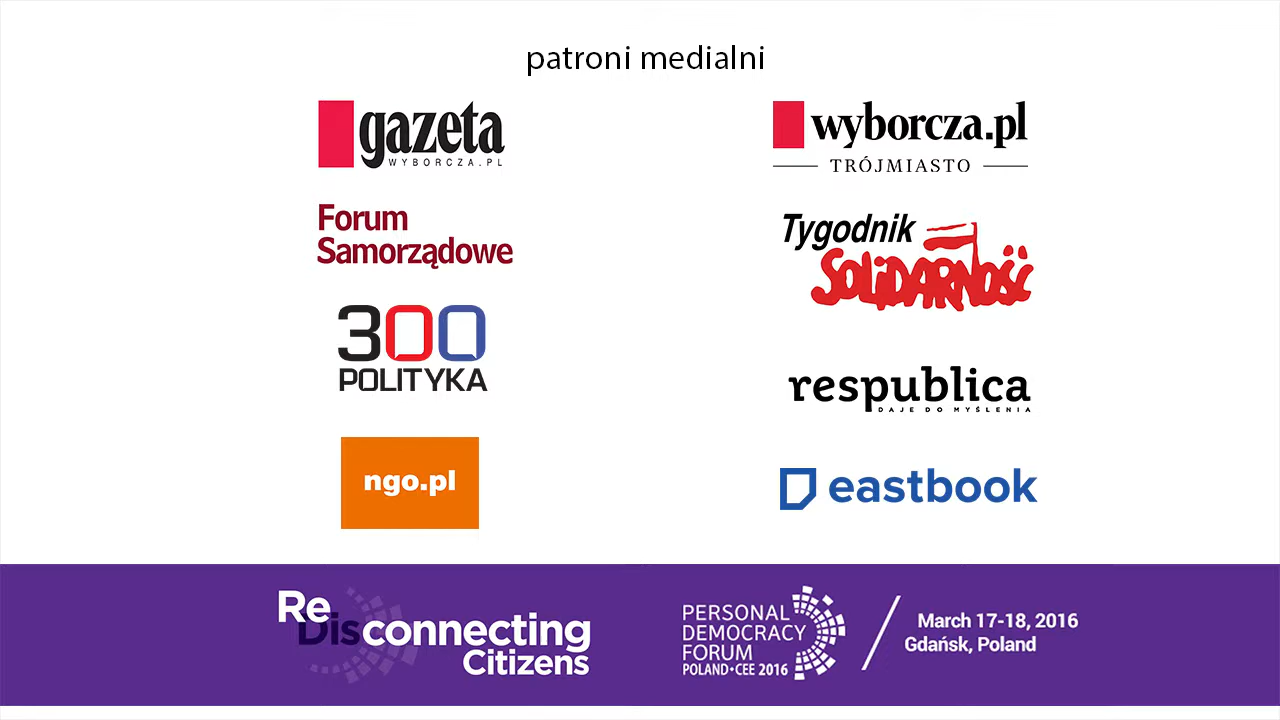 patroni medialni
gazeta
WYBORCZA.PL
wyborcza.pl
TRÓJMIASTO
Forum
Samorządowe
Tygodnik
SOLIDARNOŚĆ
300
POLITYKA
respublica
DAJE DO MYŚLENIA
ngo.pl
eastbook
Re
Disconnecting
Citizens
PERSONAL
DEMOCRACY
FORUM
POLAND•CEE 2016
March 17-18, 2016
Gdańsk, Poland